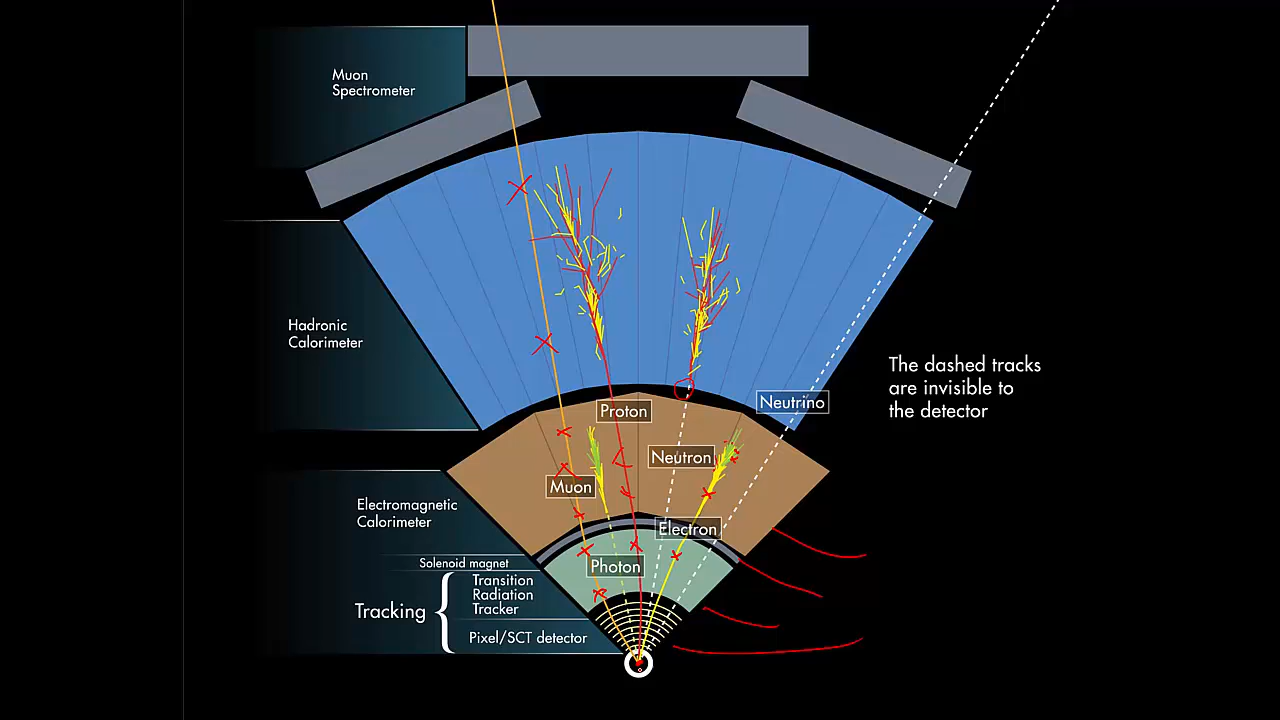 Muon
Spectrometer
Hadronic
Calorimeter
Electromagnetic
Calorimeter
Solenoid magnet
Tracking
Transition
Radiation
Tracker
Pixel/SCT detector
Proton
Neutrino
Neutron
Muon
Electron
Photon
The dashed tracks
are invisible to
the detector